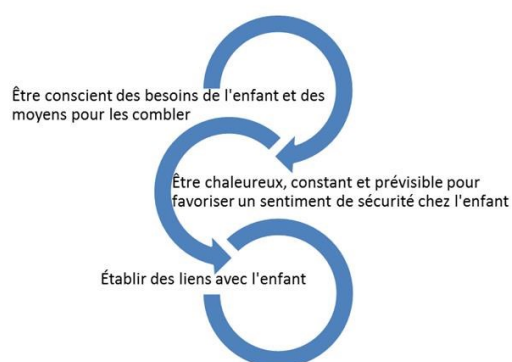 Être conscient des besoins de l'enfant et des
moyens pour les combler
Être chaleureux, constant et prévisible pour
favoriser un sentiment de sécurité chez l'enfant
Établir des liens avec l'enfant